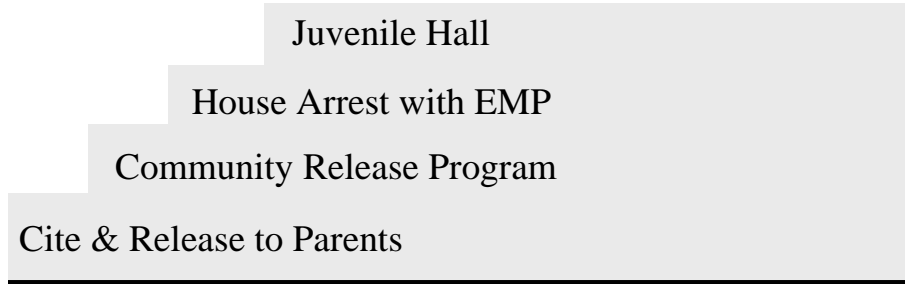 Juvenile Hall
House Arrest with EMP
Community Release Program
Cite & Release to Parents